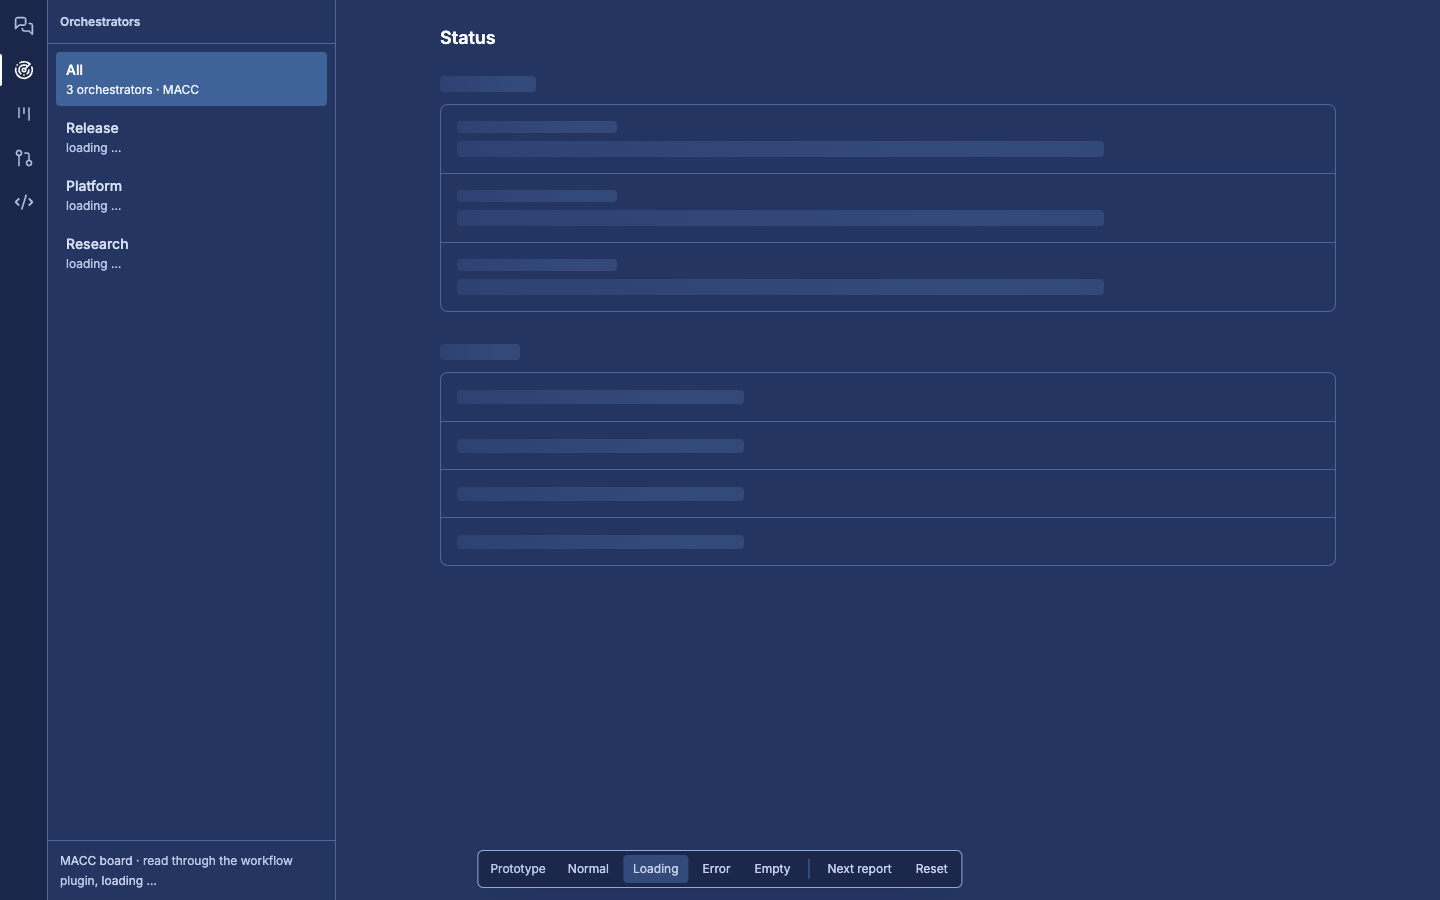 Orchestrators
All
3 orchestrators · MACC
Release
loading ...
Platform
loading ...
Research
loading ...
MACC board · read through the workflow
plugin, loading ...
Status
Prototype Normal Loading Error Empty Next report Reset